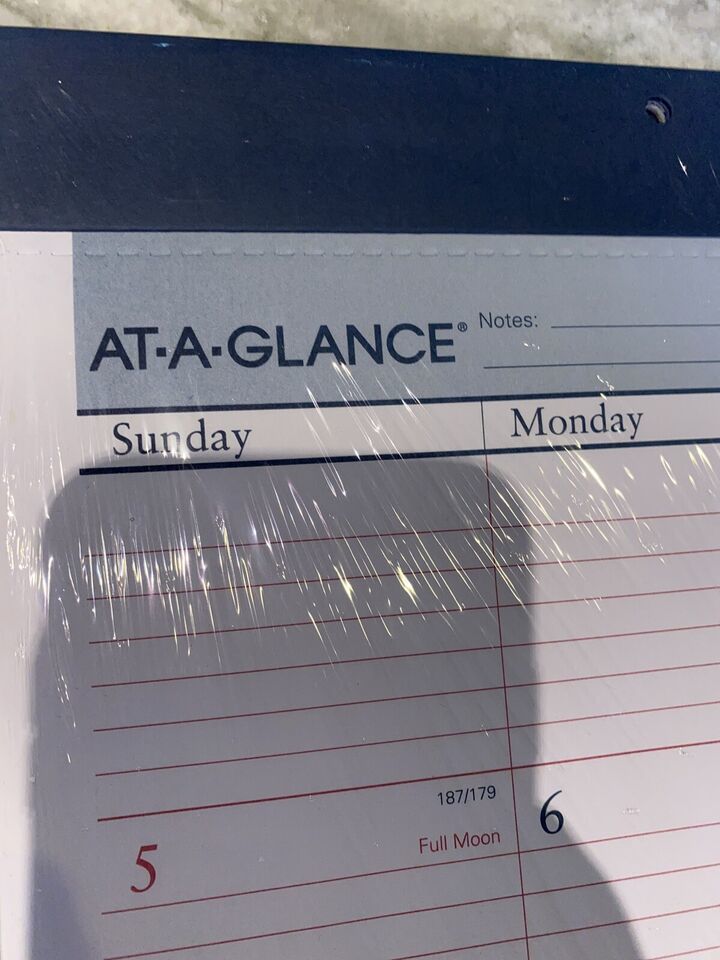 AT·A·GLANCE®
Notes:
Sunday
Monday
187/179
5
Full Moon
6